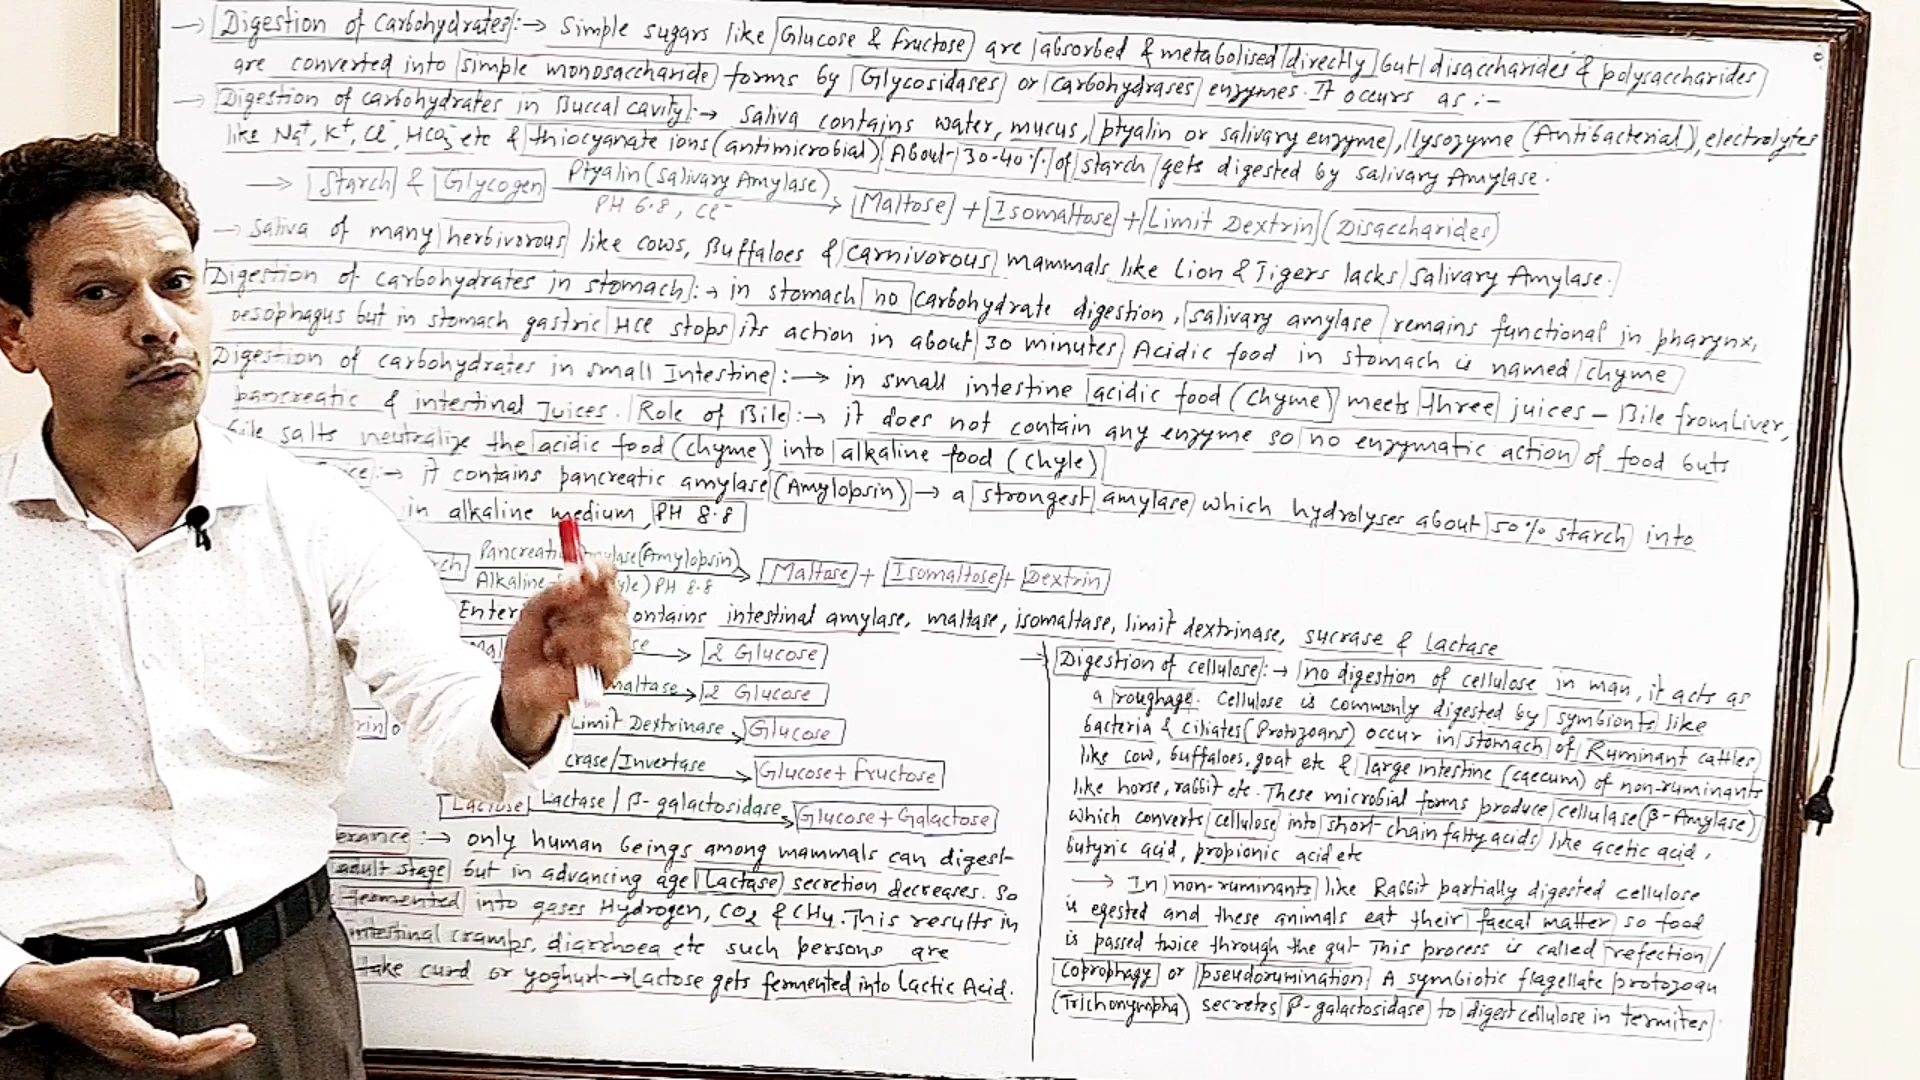 → Digestion of Carbohydrates :→ Simple sugars like Glucose & fructose are absorbed & metabolised directly but disaccharides & polysaccharides
are converted into simple monosaccharide forms by Glycosidases or carbohydrases enzymes. It occurs as :-
→ Digestion of carbohydrates in Buccal cavity :→ Saliva contains water, mucus, ptyalin or salivary enzyme, lysozyme (Antibacterial), electrolytes
like Na+, K+, Cl-, HCO3- etc & thiocyanate ions (antimicrobial) About 30-40% of starch gets digested by salivary Amylase.
→ Starch & Glycogen Ptyalin (Salivary Amylase) PH 6.8, Cl- → Maltose + Isomaltose + Limit Dextrin (Disaccharides)
→ Saliva of many herbivorous like cows, Buffaloes & Carnivorous mammals like Lion & Tigers lacks salivary Amylase.
Digestion of carbohydrates in stomach :→ in stomach no carbohydrate digestion, salivary amylase remains functional in pharynx,
oesophagus but in stomach gastric HCl stops its action in about 30 minutes Acidic food in stomach is named chyme
Digestion of carbohydrates in small Intestine :→ in small intestine acidic food (chyme) meets three juices - Bile from Liver,
pancreatic & intestinal Juices. Role of Bile :→ it does not contain any enzyme so no enzymatic action of food but
Bile salts neutralize the acidic food (chyme) into alkaline food (chyle)
:→ it contains pancreatic amylase (Amylopsin) → a strongest amylase which hydrolyses about 50% starch into
in alkaline medium, PH 8.8
Pancreatic Amylase (Amylopsin) Alkaline PH 8.8 → Maltose + Isomaltose + Dextrin
contains intestinal amylase, maltase, isomaltase, limit dextrinase, sucrase & lactase
→ 2 Glucose
maltase → 2 Glucose
Limit Dextrinase → Glucose
crase/Invertase → Glucose + fructose
Lactose Lactase / β-galactosidase → Glucose + Galactose
erance :→ only human beings among mammals can digest-
adult stage but in advancing age Lactase secretion decreases. So
fermented into gases Hydrogen, CO2 & CH4. This results in
intestinal cramps, diarrhoea etc such persons are
take curd or yoghurt → Lactose gets fermented into Lactic Acid.
→ Digestion of cellulose :→ no digestion of cellulose in man, it acts as
a roughage. Cellulose is commonly digested by symbionts like
bacteria & ciliates (Protozoans) occur in stomach of Ruminant cattles
like cow, buffaloes, goat etc & large intestine (caecum) of non-ruminants
like horse, rabbit etc. These microbial forms produce cellulase (β-Amylase)
which converts cellulose into short-chain fatty acids like acetic acid,
butyric acid, propionic acid etc
→ In non-ruminants like Rabbit partially digested cellulose
is egested and these animals eat their faecal matter so food
is passed twice through the gut This process is called refection/
Coprophagy or pseudorumination A symbiotic flagellate protozoan
(Trichonympha) secretes β-galactosidase to digest cellulose in termites